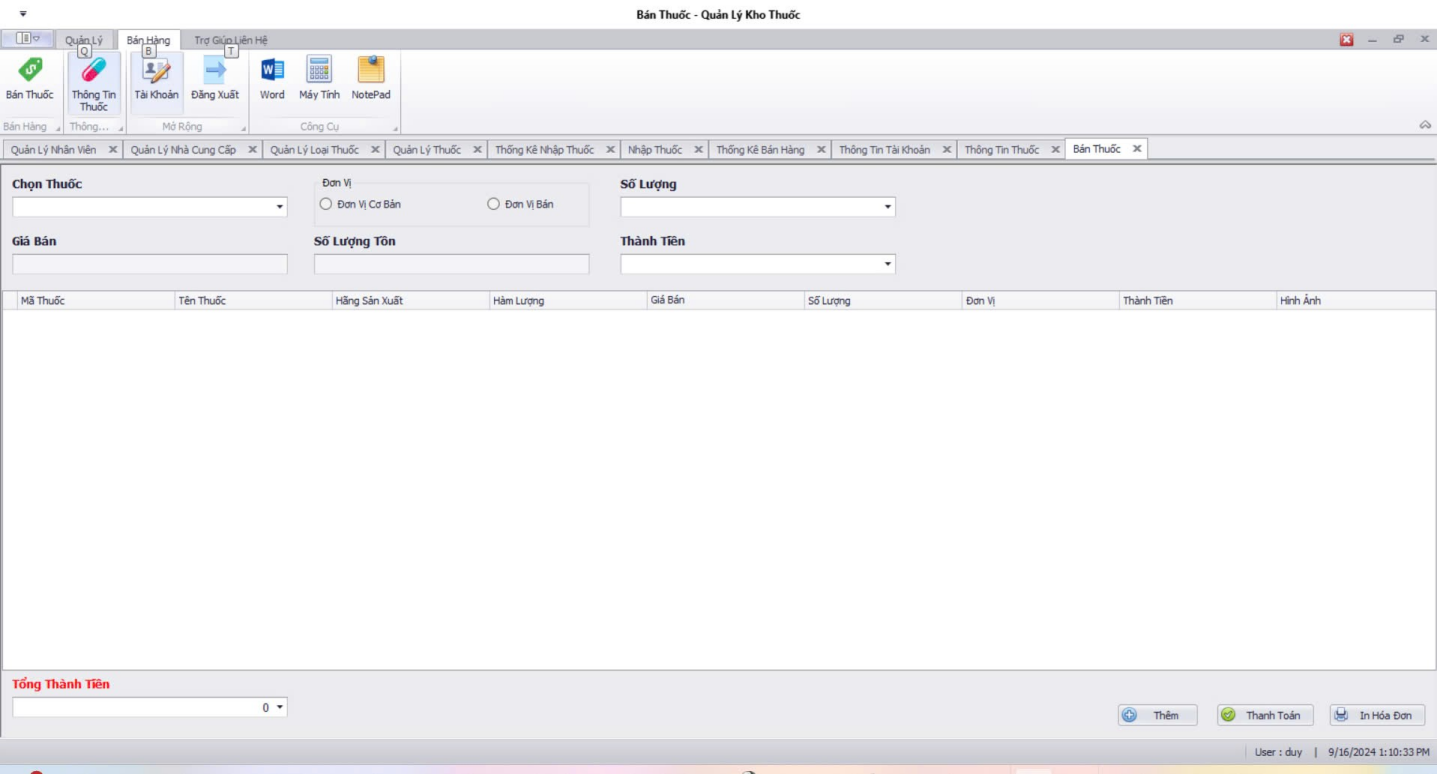 Bán Thuốc - Quản Lý Kho Thuốc
Quản Lý Bán Hàng Trợ Giúp Liên Hệ
Q B T
Bán Thuốc Thông Tin Thuốc Tài Khoản Đăng Xuất Word Máy Tính NotePad
Bán Hàng Thông... Mở Rộng Công Cụ
Quản Lý Nhân Viên Quản Lý Nhà Cung Cấp Quản Lý Loại Thuốc Quản Lý Thuốc Thống Kê Nhập Thuốc Nhập Thuốc Thống Kê Bán Hàng Thông Tin Tài Khoản Thông Tin Thuốc Bán Thuốc
Chọn Thuốc Đơn Vị Số Lượng
Đơn Vị Cơ Bản Đơn Vị Bán
Giá Bán Số Lượng Tồn Thành Tiền
Mã Thuốc Tên Thuốc Hãng Sản Xuất Hàm Lượng Giá Bán Số Lượng Đơn Vị Thành Tiền Hình Ảnh
Tổng Thành Tiền
0
Thêm Thanh Toán In Hóa Đơn
User : duy | 9/16/2024 1:10:33 PM